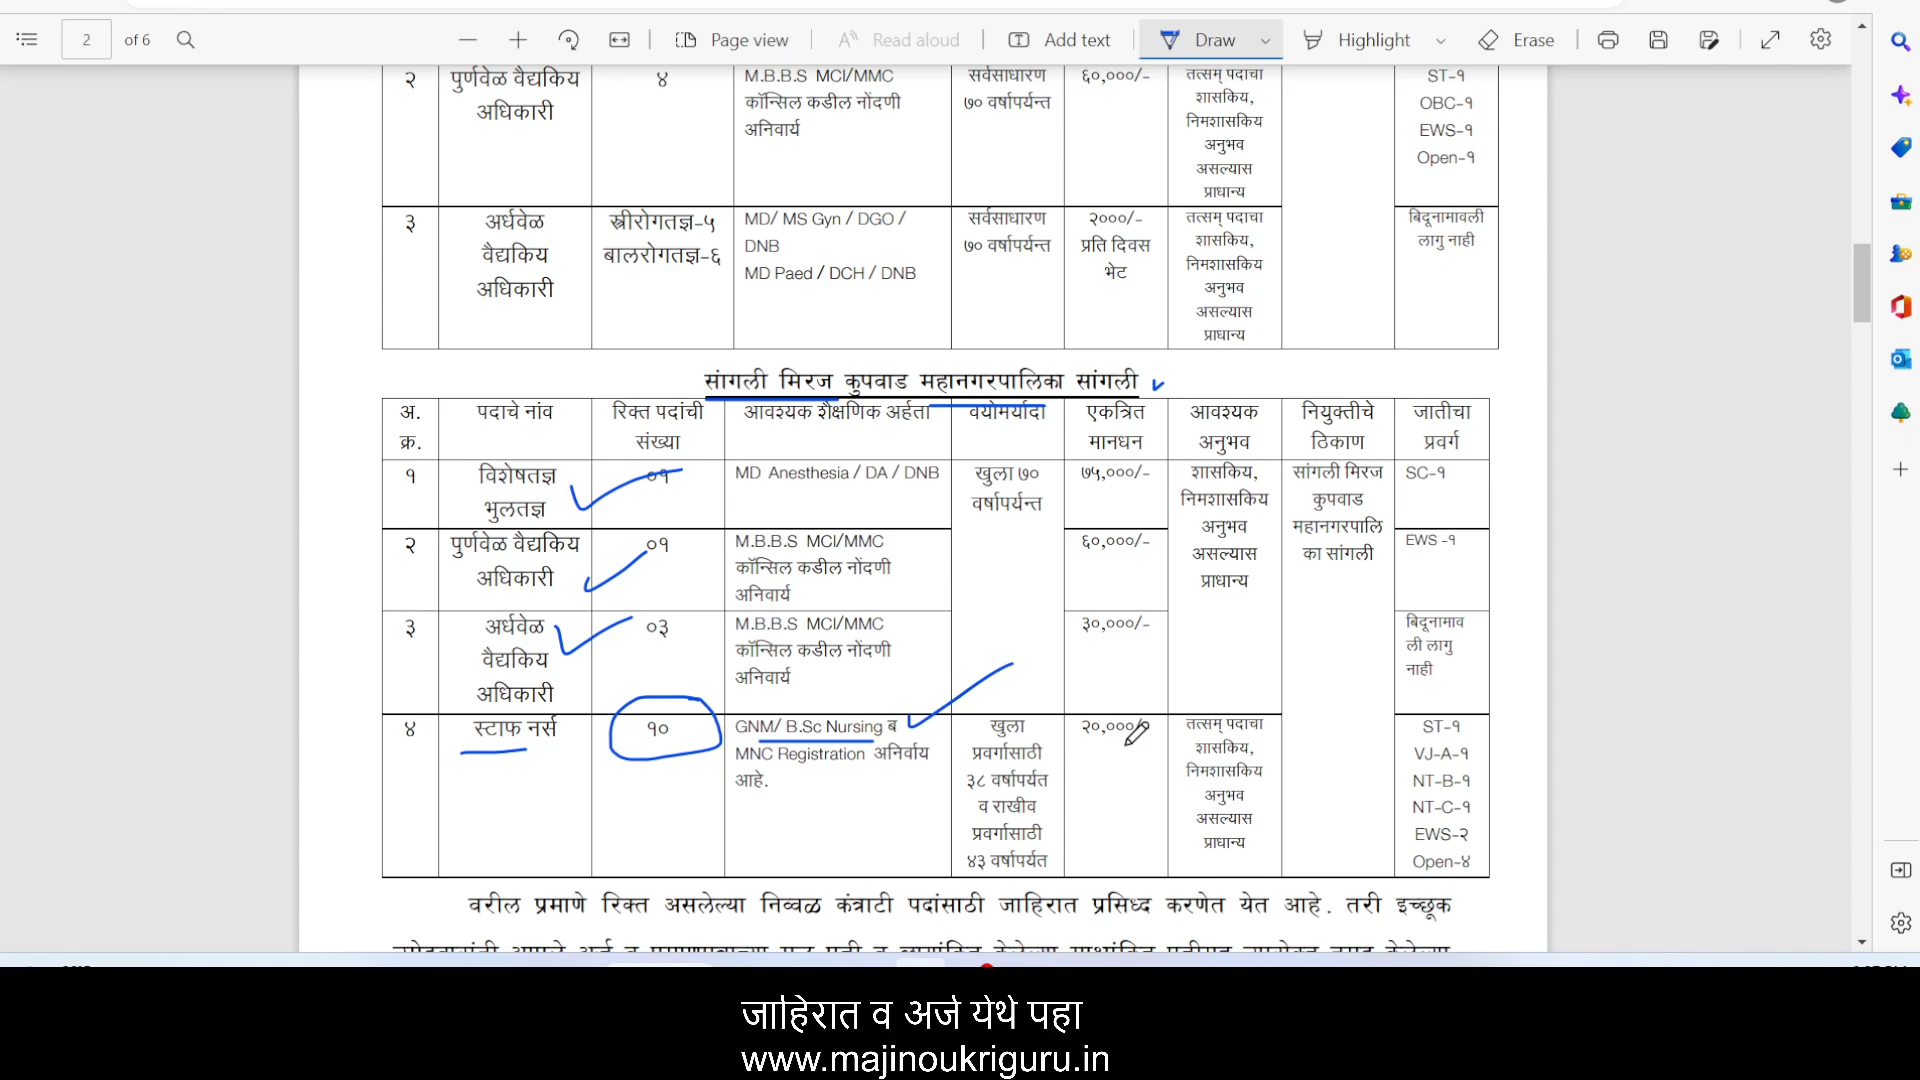 2 of 6 Page view Read aloud Add text Draw Highlight Erase
२ पुर्णवेळ वैद्यकिय अधिकारी ४ M.B.B.S MCI/MMC कॉन्सिल कडील नोंदणी अनिवार्य सर्वसाधारण ७० वर्षापर्यन्त ६०,०००/- तत्सम् पदाचा शासकिय, निमशासकिय अनुभव असल्यास प्राधान्य ST-१ OBC-१ EWS-१ Open-१
३ अर्धवेळ वैद्यकिय अधिकारी स्त्रीरोगतज्ञ-५ बालरोगतज्ञ-६ MD/ MS Gyn / DGO / DNB MD Paed / DCH / DNB सर्वसाधारण ७० वर्षापर्यन्त २०००/- प्रति दिवस भेट तत्सम् पदाचा शासकिय, निमशासकिय अनुभव असल्यास प्राधान्य बिदूनामावली लागु नाही
सांगली मिरज कुपवाड महानगरपालिका सांगली
अ. क्र. पदाचे नांव रिक्त पदांची संख्या आवश्यक शैक्षणिक अर्हता वयोमर्यादा एकत्रित मानधन आवश्यक अनुभव नियुक्तीचे ठिकाण जातीचा प्रवर्ग
१ विशेषतज्ञ भुलतज्ञ ०१ MD Anesthesia / DA / DNB खुला ७० वर्षापर्यन्त ७५,०००/- शासकिय, निमशासकिय अनुभव असल्यास प्राधान्य सांगली मिरज कुपवाड महानगरपालि का सांगली SC-१
२ पुर्णवेळ वैद्यकिय अधिकारी ०१ M.B.B.S MCI/MMC कॉन्सिल कडील नोंदणी अनिवार्य ६०,०००/- EWS -१
३ अर्धवेळ वैद्यकिय अधिकारी ०३ M.B.B.S MCI/MMC कॉन्सिल कडील नोंदणी अनिवार्य ३०,०००/- बिदूनामाव ली लागु नाही
४ स्टाफ नर्स १० GNM/ B.Sc Nursing ब MNC Registration अनिर्वाय आहे. खुला प्रवर्गासाठी ३८ वर्षापर्यत व राखीव प्रवर्गासाठी ४३ वर्षापर्यत २०,०००/- तत्सम् पदाचा शासकिय, निमशासकिय अनुभव असल्यास प्राधान्य ST-१ VJ-A-१ NT-B-१ NT-C-१ EWS-२ Open-४
वरील प्रमाणे रिक्त असलेल्या निव्वळ कंत्राटी पदांसाठी जाहिरात प्रसिध्द करणेत येत आहे. तरी इच्छूक
जाहिरात व अर्ज येथे पहा
www.majinoukriguru.in